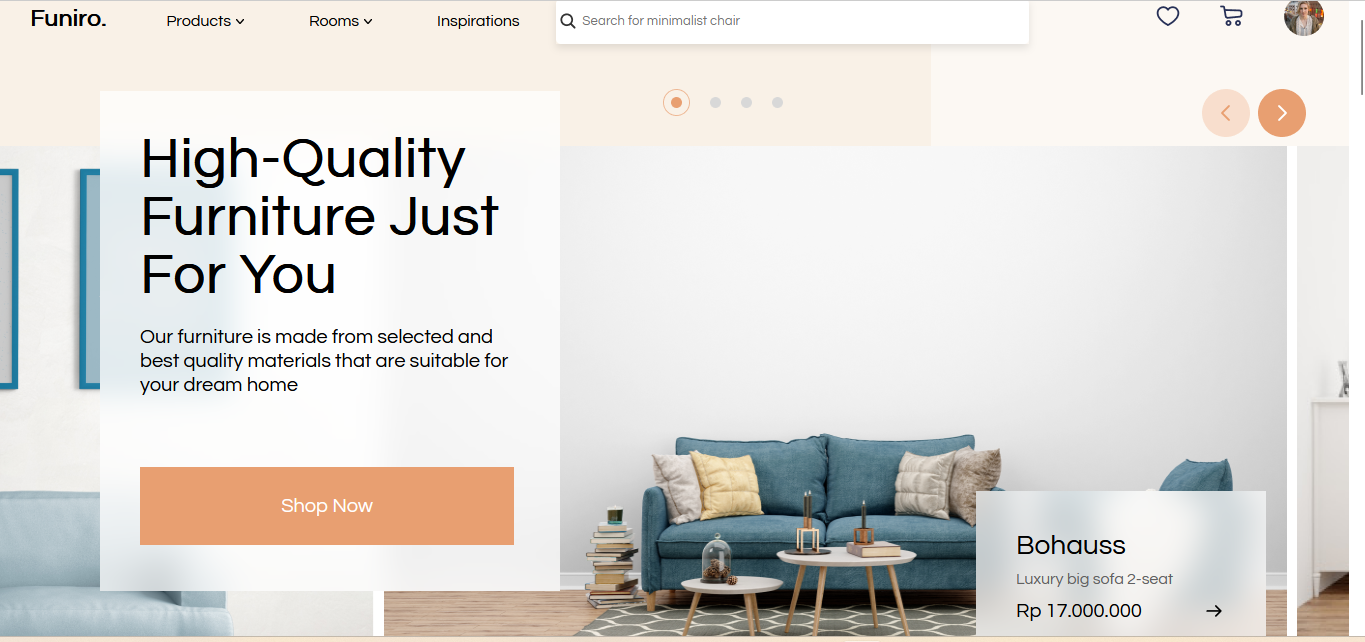 Funiro.
Products
Rooms
Inspirations
Search for minimalist chair
High-Quality
Furniture Just
For You
Our furniture is made from selected and
best quality materials that are suitable for
your dream home
Shop Now
Bohauss
Luxury big sofa 2-seat
Rp 17.000.000